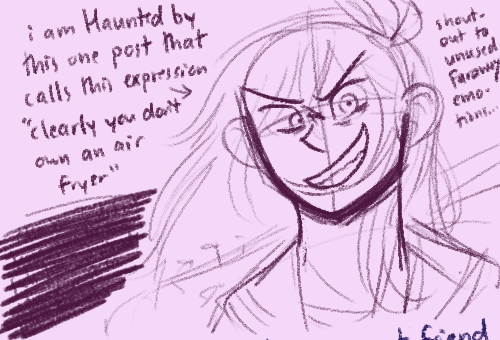 i am Haunted by
this one post that
calls this expression
"clearly you don't
own an air
fryer"
shout-
out to
unused
faraway
emo-
friend